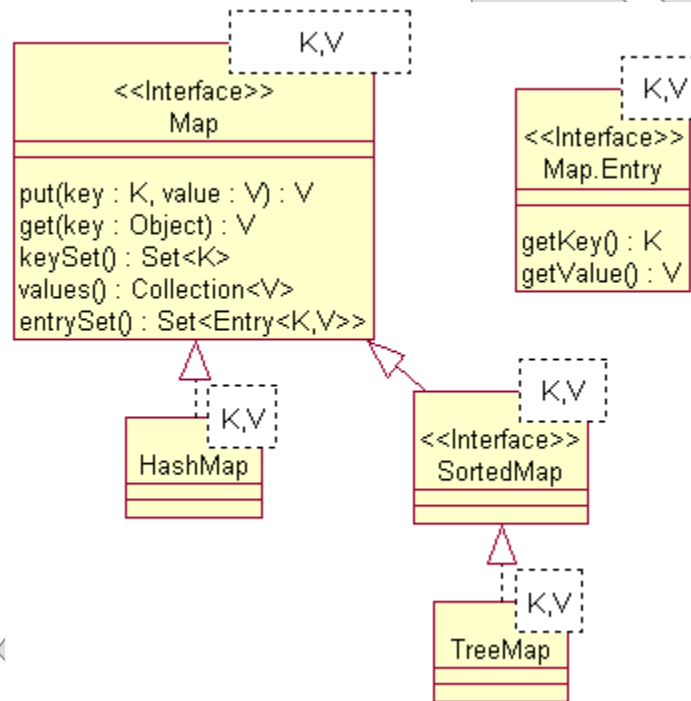 K,V
<<Interface>>
Map
put(key : K, value : V) : V
get(key : Object) : V
keySet() : Set<K>
values() : Collection<V>
entrySet() : Set<Entry<K,V>>
K,V
<<Interface>>
Map.Entry
getKey() : K
getValue() : V
K,V
HashMap
K,V
<<Interface>>
SortedMap
K,V
TreeMap